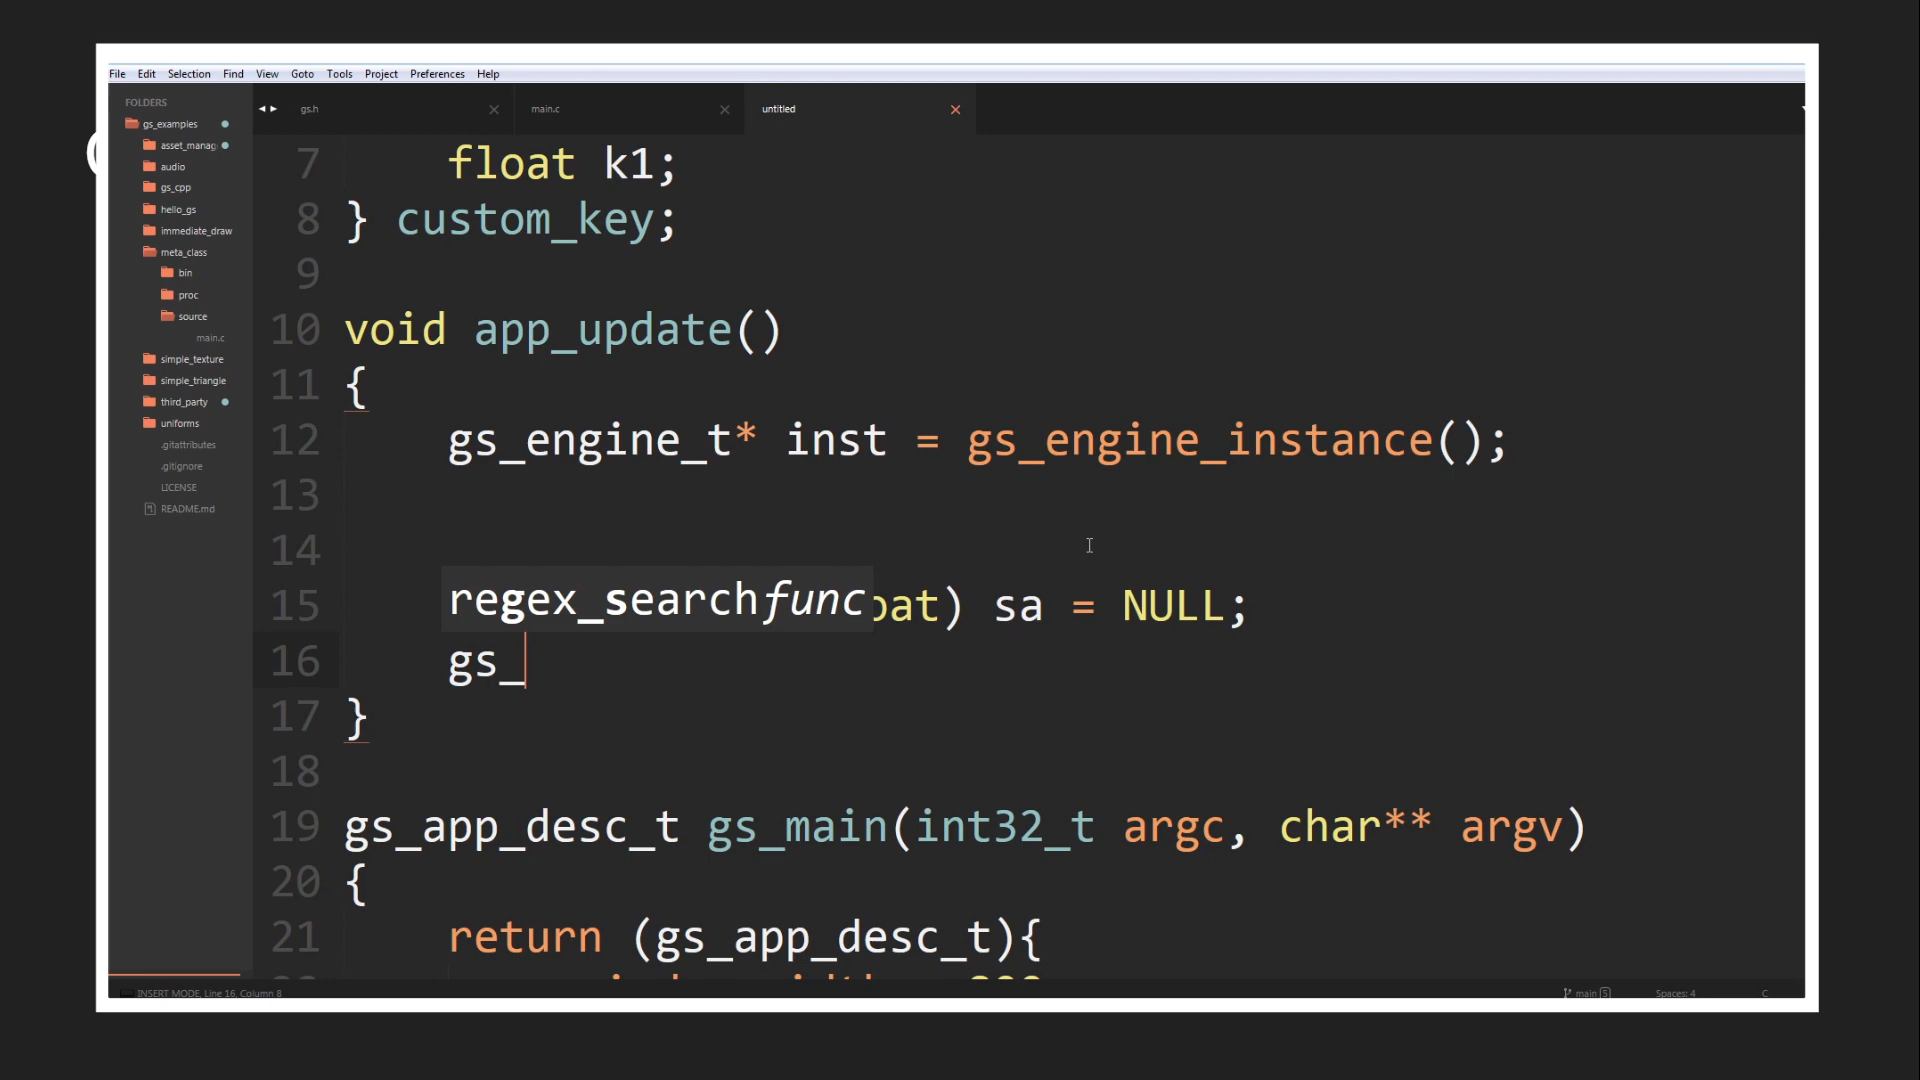 File Edit Selection Find View Goto Tools Project Preferences Help
FOLDERS
gs_examples
asset_manag
audio
gs_cpp
hello_gs
immediate_draw
meta_class
bin
proc
source
main.c
simple_texture
simple_triangle
third_party
uniforms
.gitattributes
.gitignore
LICENSE
README.md
gs.h main.c untitled
7 float k1;
8 } custom_key;
9
10 void app_update()
11 {
12 gs_engine_t* inst = gs_engine_instance();
13
14
regex_searchfunc
15 oat) sa = NULL;
16 gs_
17 }
18
19 gs_app_desc_t gs_main(int32_t argc, char** argv)
20 {
21 return (gs_app_desc_t){
INSERT MODE, Line 16, Column 8 main 5 Spaces: 4 C